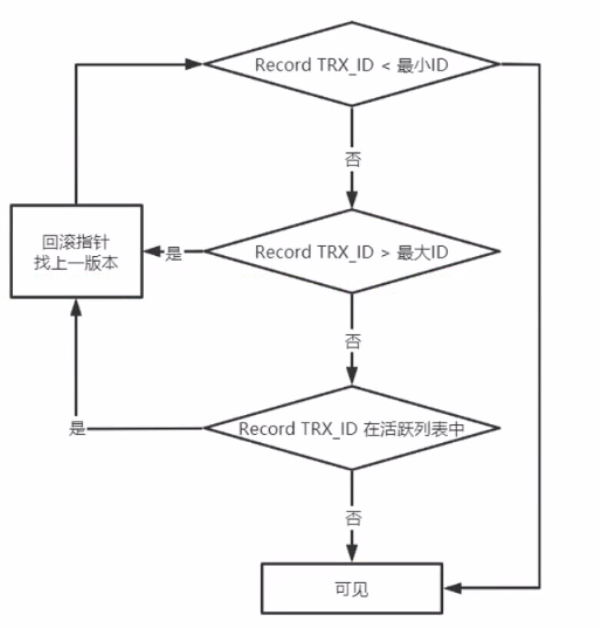 Record TRX_ID < 最小ID
否
回滚指针
找上一版本
是
Record TRX_ID > 最大ID
否
是
Record TRX_ID 在活跃列表中
否
可见